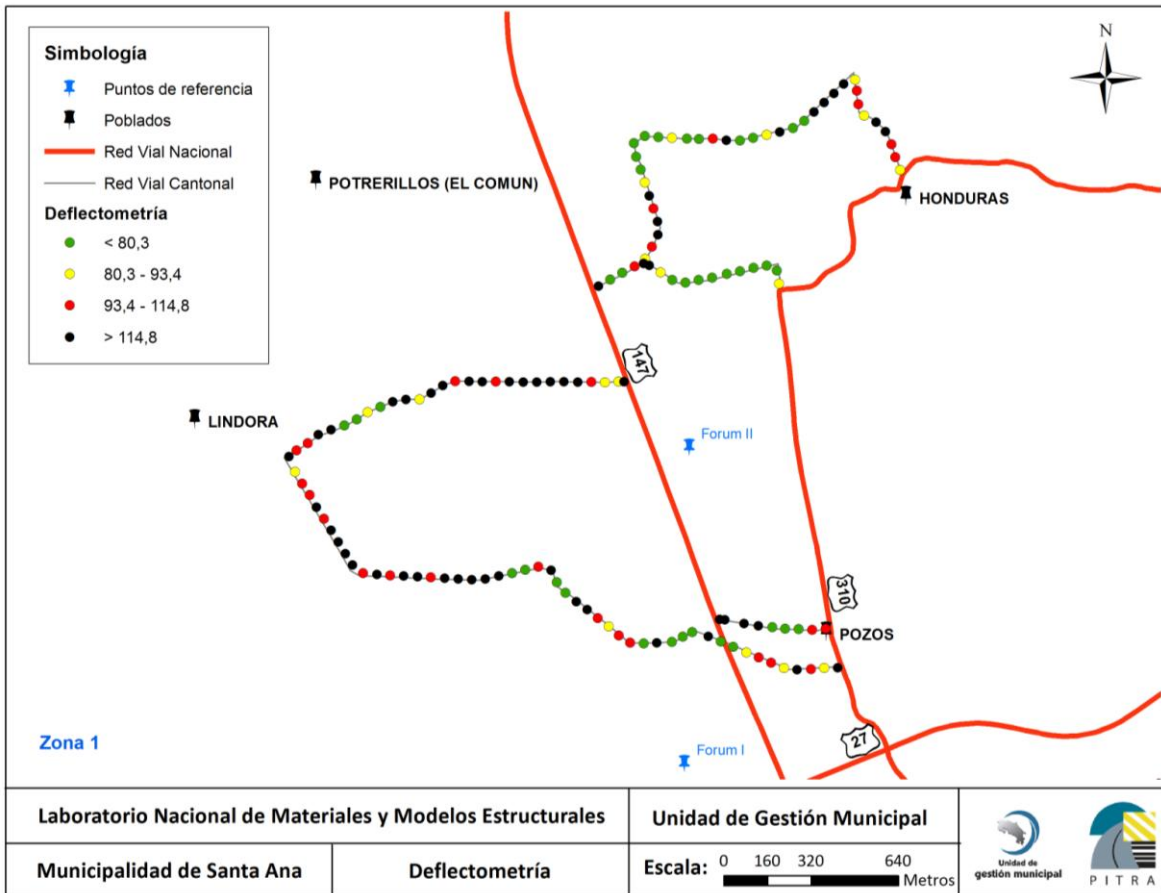 Simbología
Puntos de referencia
Poblados
Red Vial Nacional
Red Vial Cantonal
Deflectometría
< 80,3
80,3 - 93,4
93,4 - 114,8
> 114,8
N
POTRERILLOS (EL COMUN)
HONDURAS
147
LINDORA
Forum II
310
POZOS
27
Zona 1
Forum I
Laboratorio Nacional de Materiales y Modelos Estructurales
Unidad de Gestión Municipal
Municipalidad de Santa Ana
Deflectometría
Escala: 0 160 320 640
Metros
Unidad de
gestión municipal
PITRA